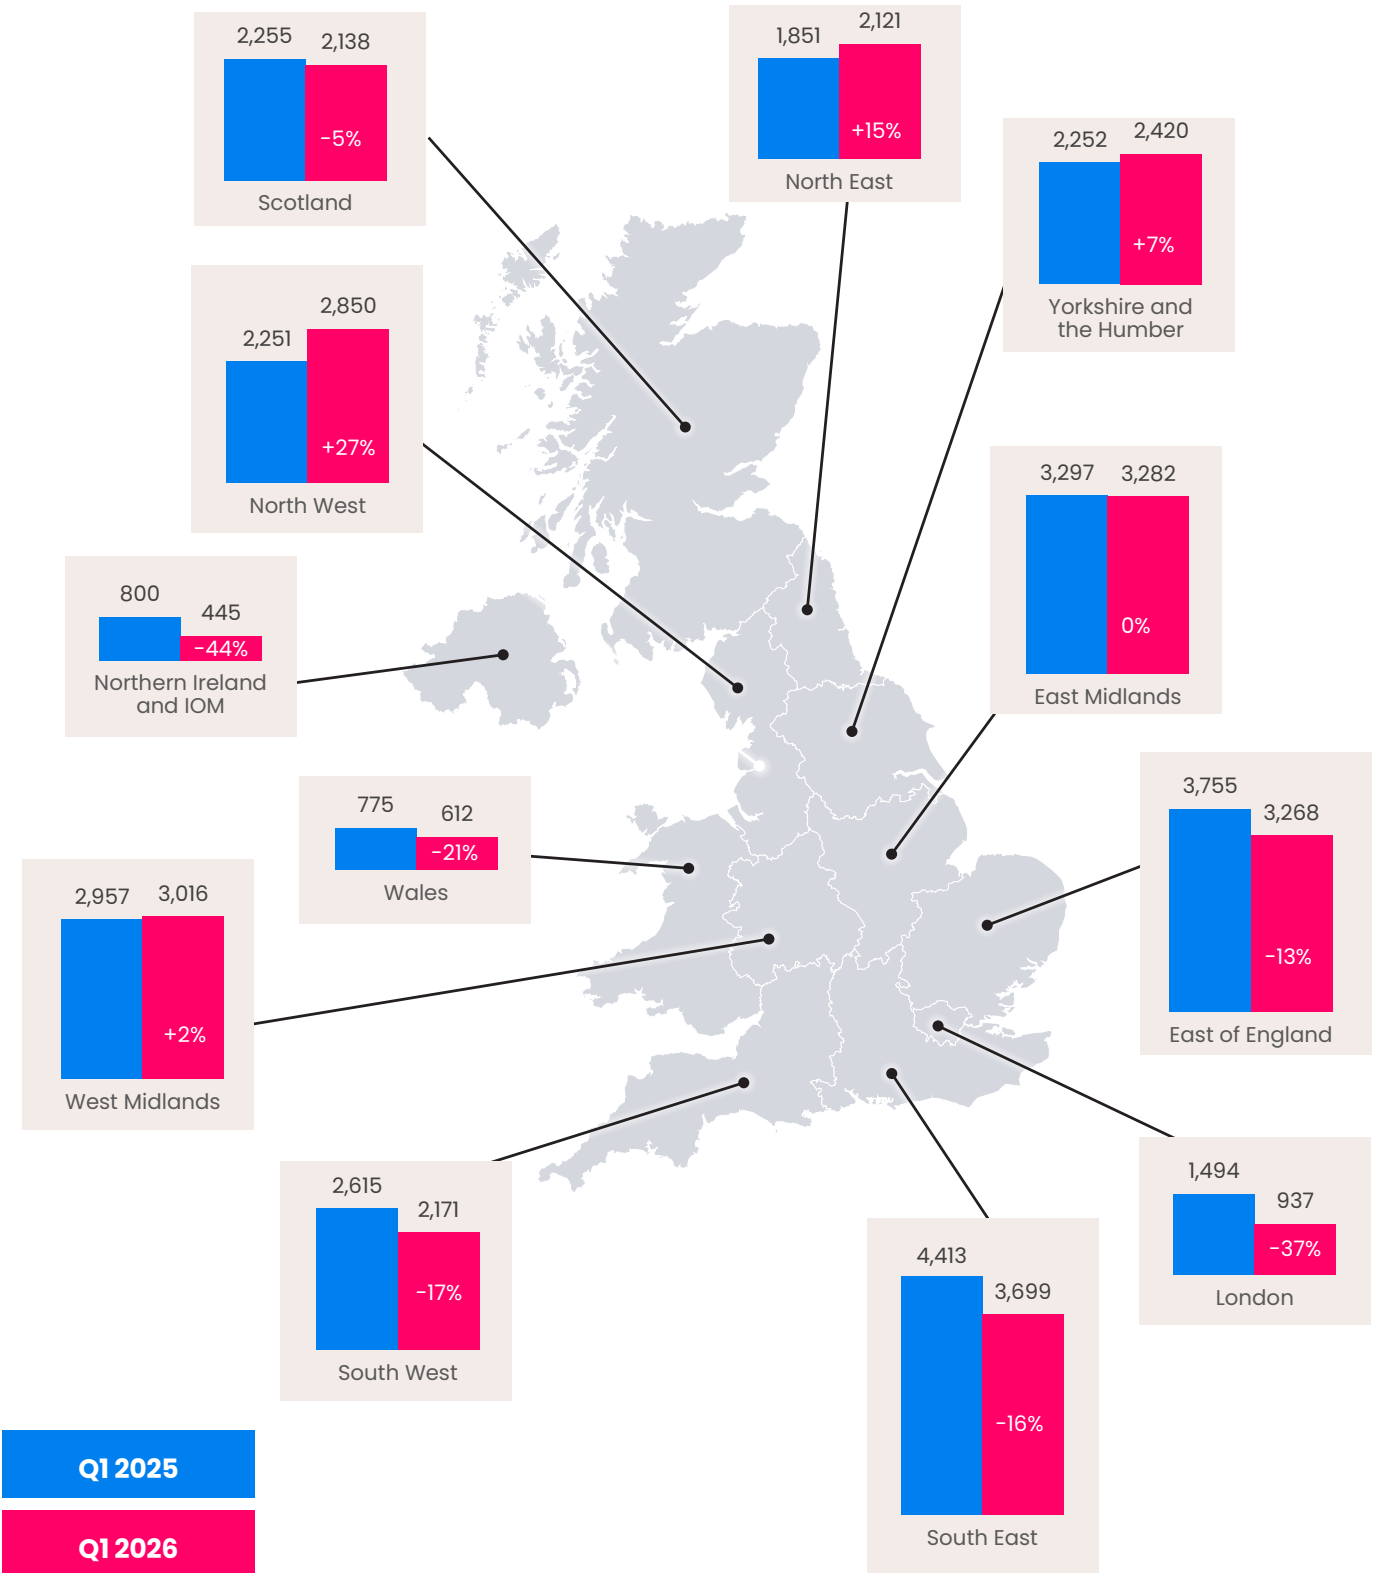 2,255 2,138
-5%
Scotland
1,851 2,121
+15%
North East
2,252 2,420
+7%
Yorkshire and
the Humber
2,251 2,850
+27%
North West
3,297 3,282
0%
East Midlands
800 445
-44%
Northern Ireland
and IOM
775 612
-21%
Wales
3,755 3,268
-13%
East of England
2,957 3,016
+2%
West Midlands
2,615 2,171
-17%
South West
1,494 937
-37%
London
4,413 3,699
-16%
South East
Q1 2025
Q1 2026